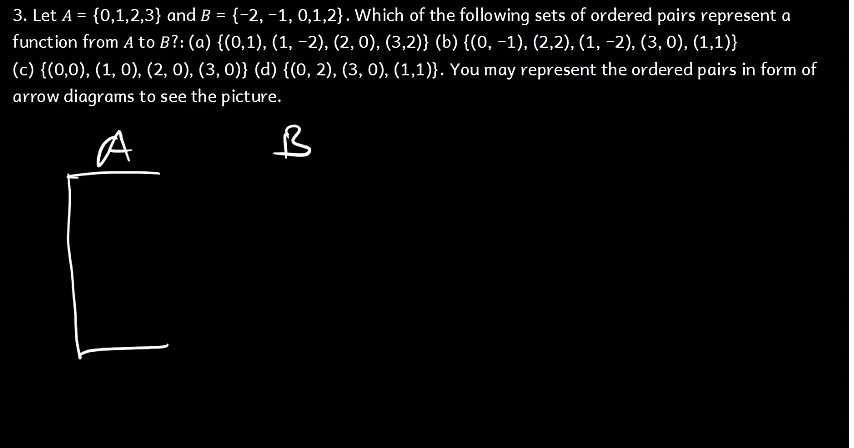 3. Let A = {0,1,2,3} and B = {−2, −1, 0,1,2}. Which of the following sets of ordered pairs represent a
function from A to B?: (a) {(0,1), (1, −2), (2, 0), (3,2)} (b) {(0, −1), (2,2), (1, −2), (3, 0), (1,1)}
(c) {(0,0), (1, 0), (2, 0), (3, 0)} (d) {(0, 2), (3, 0), (1,1)}. You may represent the ordered pairs in form of
arrow diagrams to see the picture.
A B